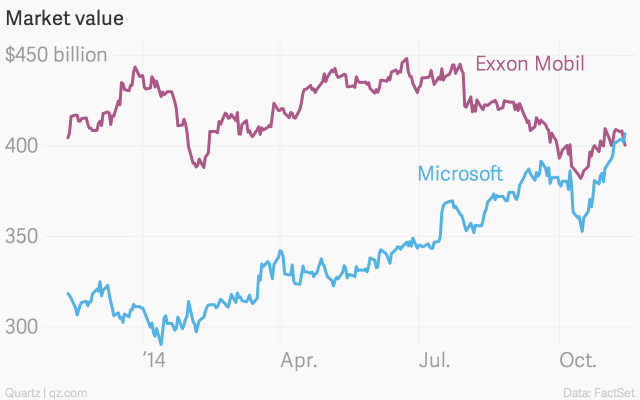 Market value
$450 billion
Exxon Mobil
400
Microsoft
350
300
’14 Apr. Jul. Oct.
Quartz | qz.com Data: FactSet